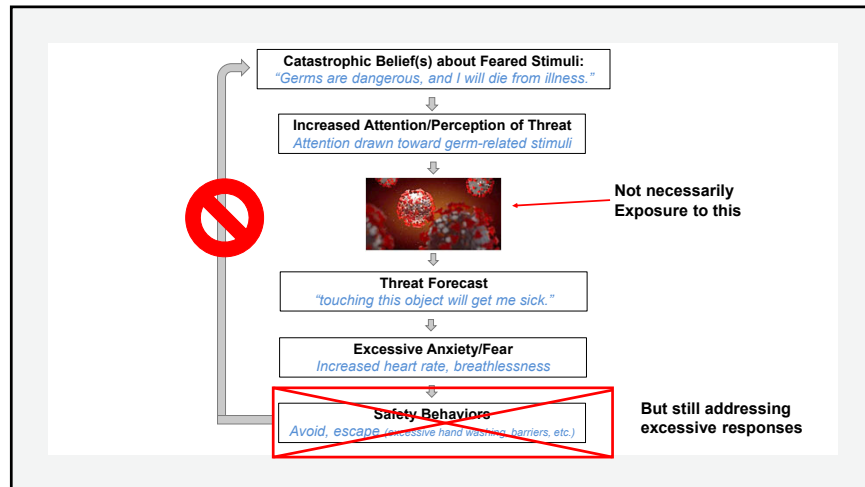 Catastrophic Belief(s) about Feared Stimuli:
“Germs are dangerous, and I will die from illness.”
Increased Attention/Perception of Threat
Attention drawn toward germ-related stimuli
Not necessarily
Exposure to this
Threat Forecast
“touching this object will get me sick.”
Excessive Anxiety/Fear
Increased heart rate, breathlessness
Safety Behaviors
Avoid, escape (excessive hand washing, barriers, etc.)
But still addressing
excessive responses